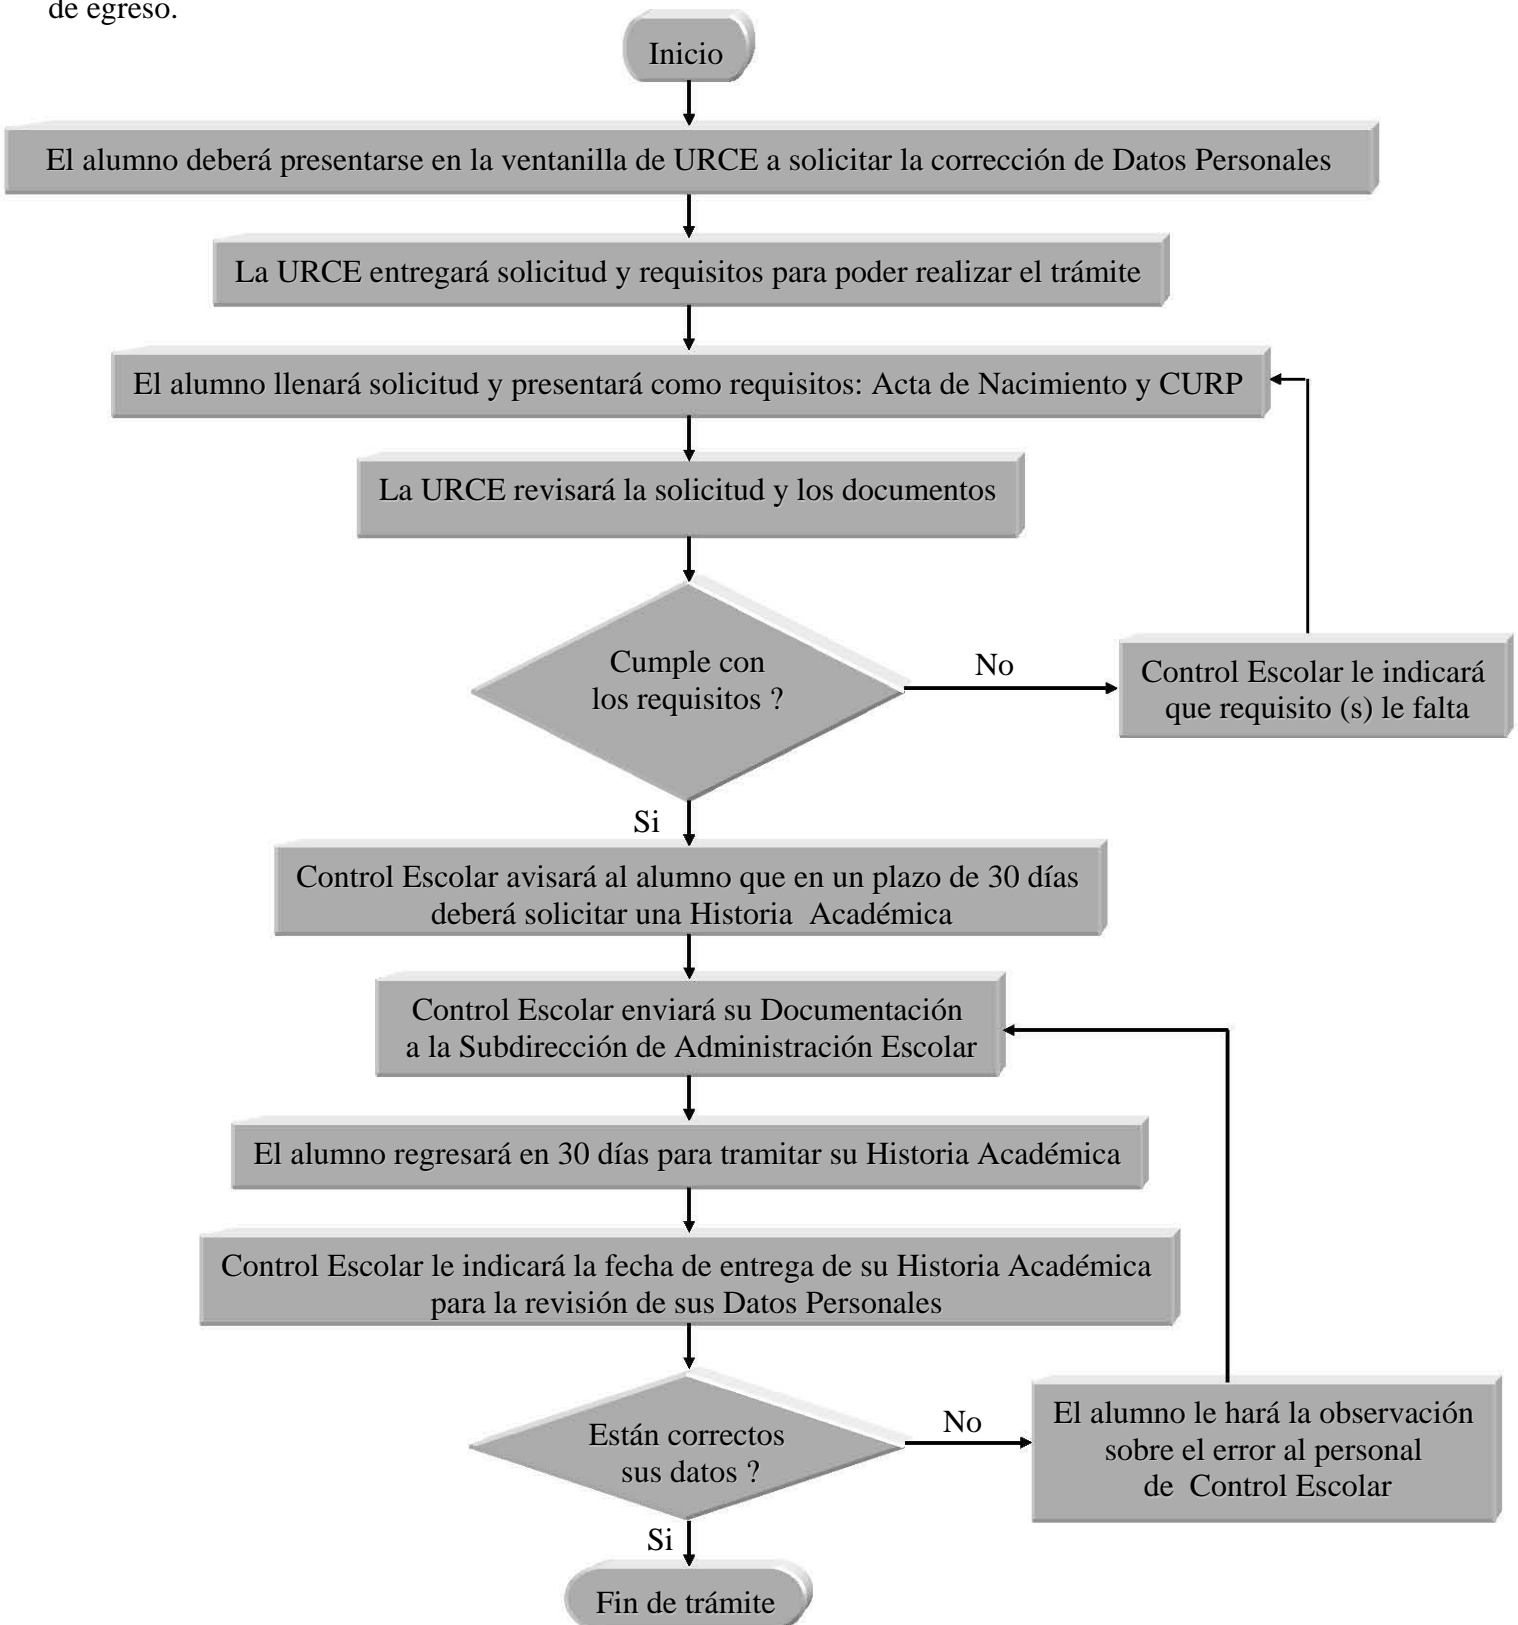 de egreso.
Inicio
El alumno deberá presentarse en la ventanilla de URCE a solicitar la corrección de Datos Personales
La URCE entregará solicitud y requisitos para poder realizar el trámite
El alumno llenará solicitud y presentará como requisitos: Acta de Nacimiento y CURP
La URCE revisará la solicitud y los documentos
Cumple con
los requisitos ?
No
Control Escolar le indicará
que requisito (s) le falta
Si
Control Escolar avisará al alumno que en un plazo de 30 días
deberá solicitar una Historia Académica
Control Escolar enviará su Documentación
a la Subdirección de Administración Escolar
El alumno regresará en 30 días para tramitar su Historia Académica
Control Escolar le indicará la fecha de entrega de su Historia Académica
para la revisión de sus Datos Personales
Están correctos
sus datos ?
No
El alumno le hará la observación
sobre el error al personal
de Control Escolar
Si
Fin de trámite